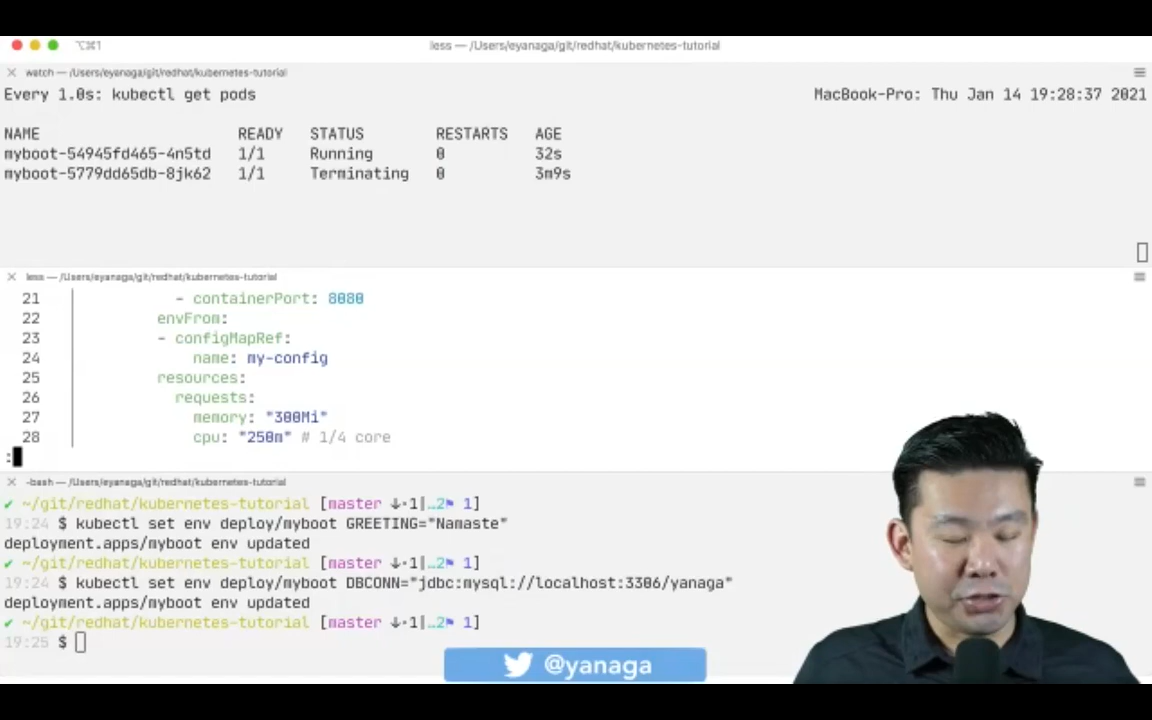 ⌥⌘1 less — /Users/eyanaga/git/redhat/kubernetes-tutorial
watch — /Users/eyanaga/git/redhat/kubernetes-tutorial
Every 1.0s: kubectl get pods MacBook-Pro: Thu Jan 14 19:28:37 2021
NAME READY STATUS RESTARTS AGE
myboot-54945fd465-4n5td 1/1 Running 0 32s
myboot-5779dd65db-8jk62 1/1 Terminating 0 3m9s
less — /Users/eyanaga/git/redhat/kubernetes-tutorial
21 - containerPort: 8080
22 envFrom:
23 - configMapRef:
24 name: my-config
25 resources:
26 requests:
27 memory: "300Mi"
28 cpu: "250m" # 1/4 core
:
-bash — /Users/eyanaga/git/redhat/kubernetes-tutorial
✔ ~/git/redhat/kubernetes-tutorial [master ↓·1|…2⚑ 1]
19:24 $ kubectl set env deploy/myboot GREETING="Namaste"
deployment.apps/myboot env updated
✔ ~/git/redhat/kubernetes-tutorial [master ↓·1|…2⚑ 1]
19:24 $ kubectl set env deploy/myboot DBCONN="jdbc:mysql://localhost:3306/yanaga"
deployment.apps/myboot env updated
✔ ~/git/redhat/kubernetes-tutorial [master ↓·1|…2⚑ 1]
19:25 $
@yanaga